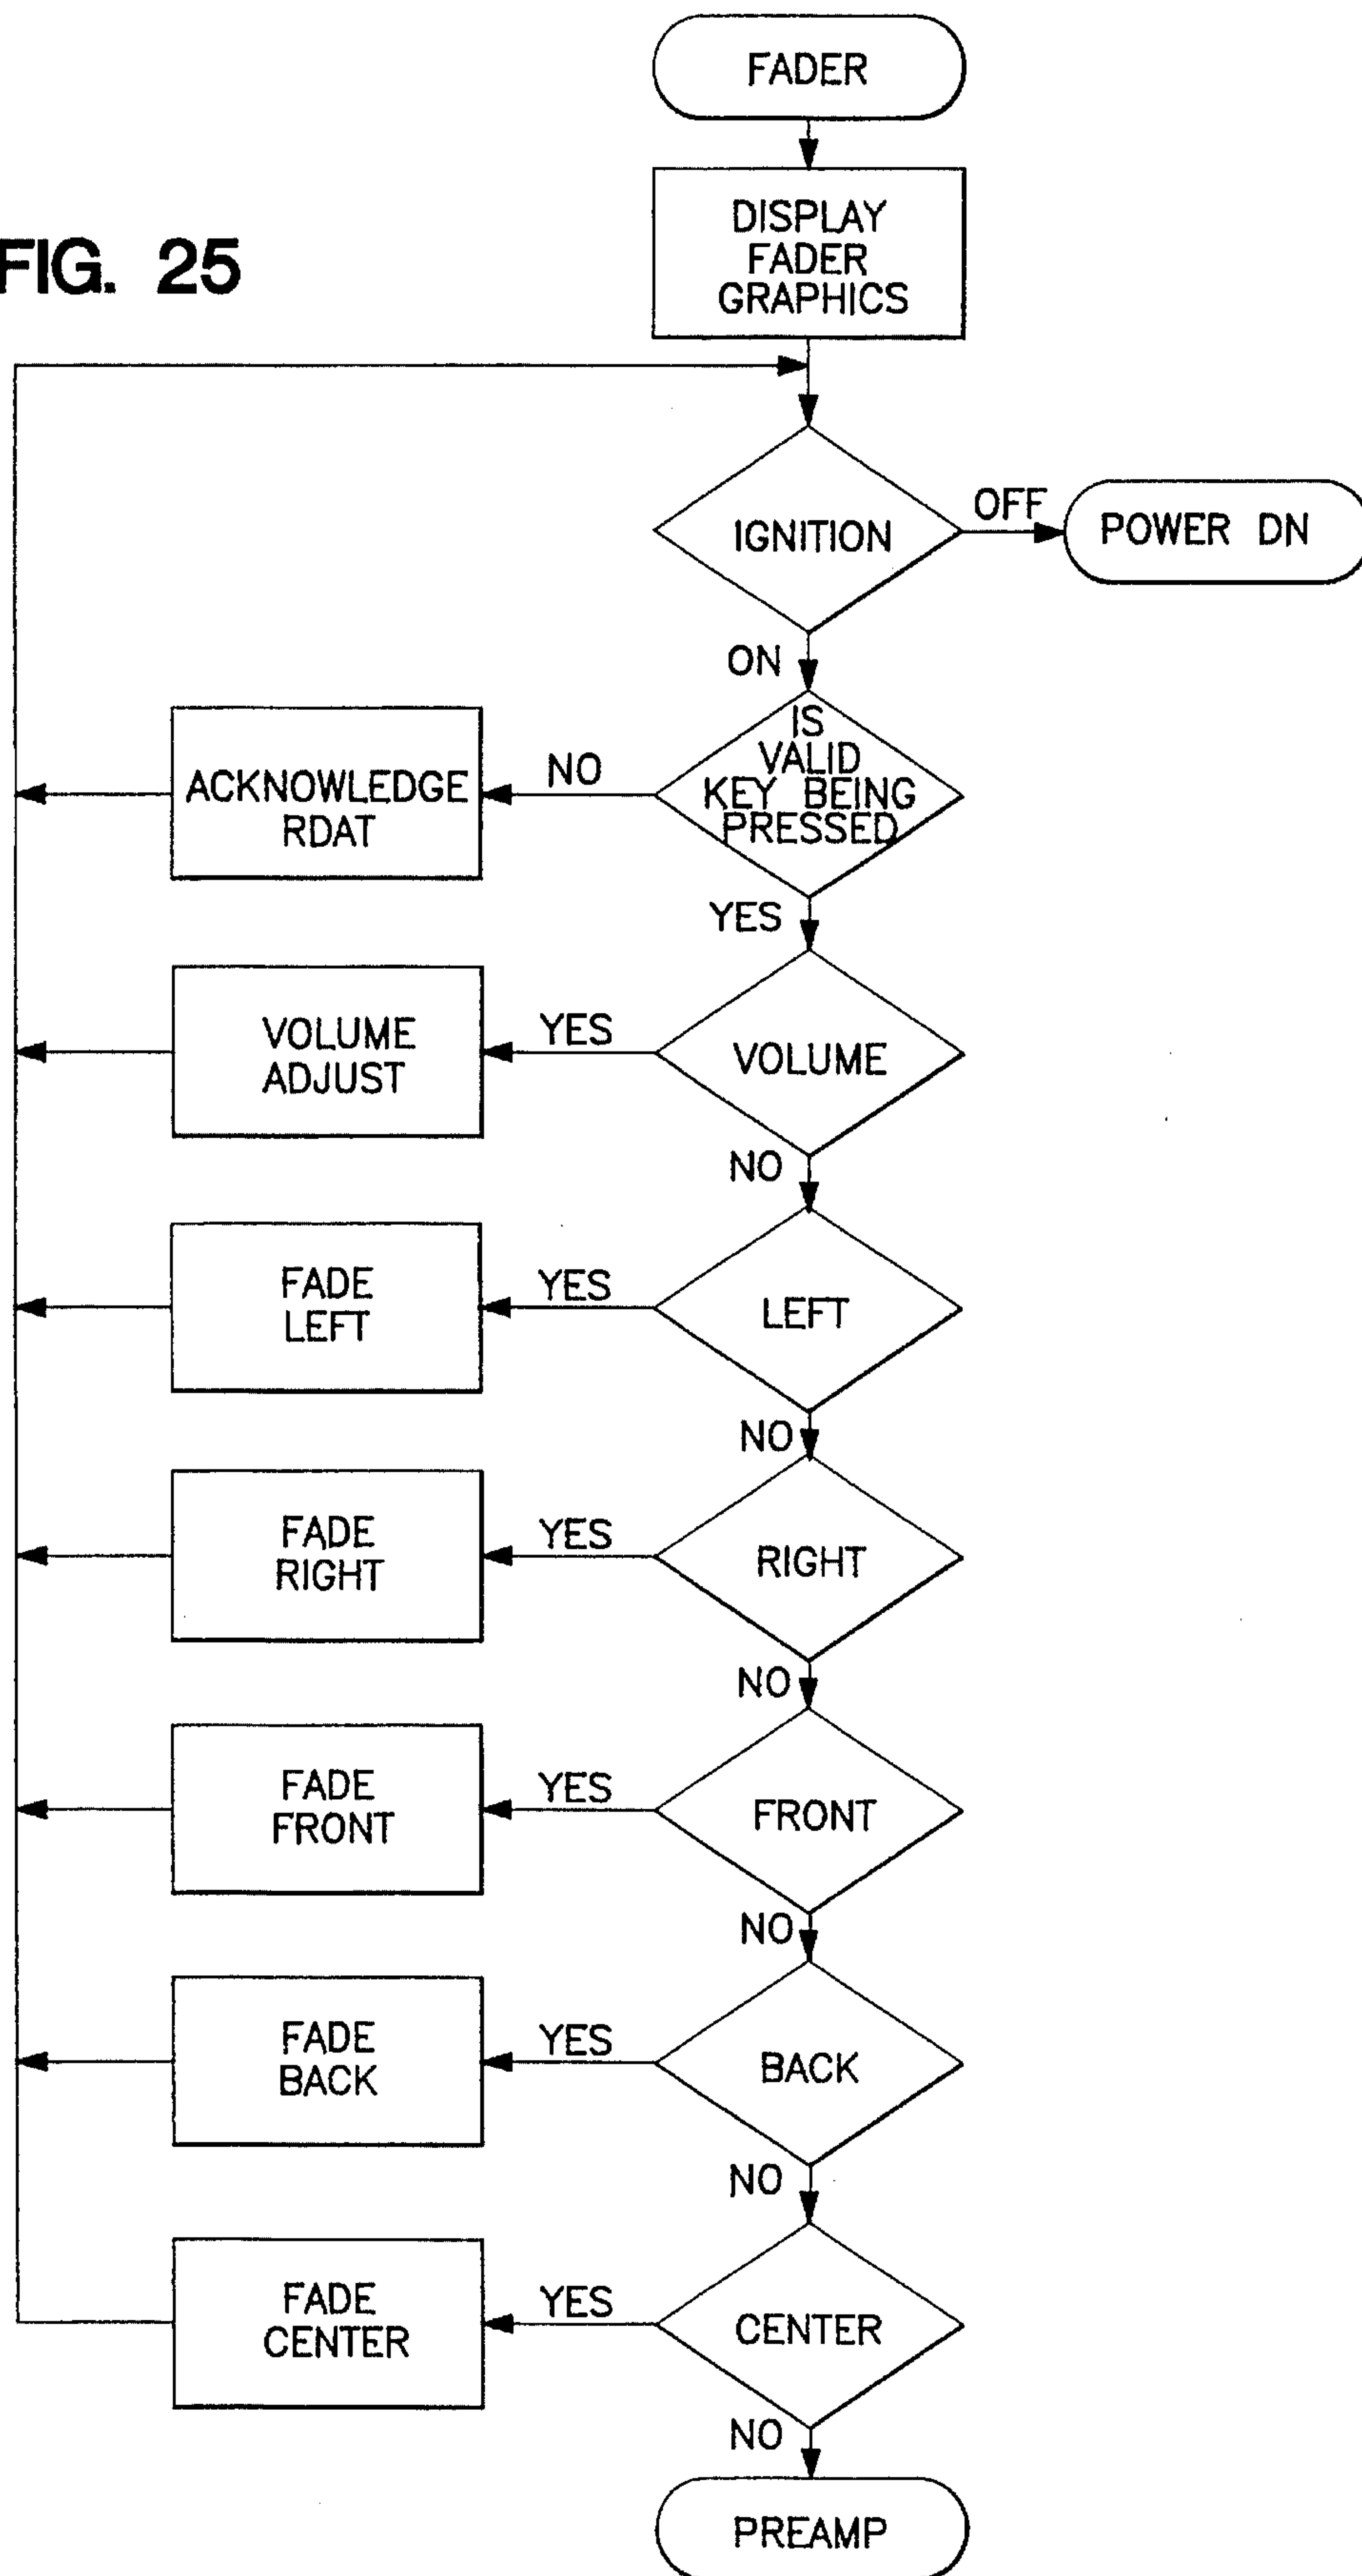 FADER
DISPLAY
FADER
GRAPHICS
FIG. 25
IGNITION
OFF
POWER DN
ON
IS
VALID
KEY BEING
PRESSED
NO
ACKNOWLEDGE
RDAT
YES
VOLUME
YES
VOLUME
ADJUST
NO
LEFT
YES
FADE
LEFT
NO
RIGHT
YES
FADE
RIGHT
NO
FRONT
YES
FADE
FRONT
NO
BACK
YES
FADE
BACK
NO
CENTER
YES
FADE
CENTER
NO
PREAMP